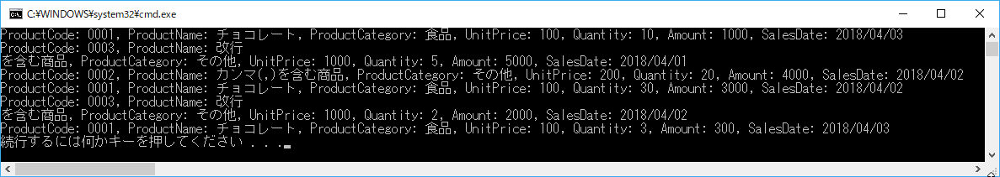 C:¥WINDOWS¥system32¥cmd.exe
ProductCode: 0001, ProductName: チョコレート, ProductCategory: 食品, UnitPrice: 100, Quantity: 10, Amount: 1000, SalesDate: 2018/04/03
ProductCode: 0003, ProductName: 改行
を含む商品, ProductCategory: その他, UnitPrice: 1000, Quantity: 5, Amount: 5000, SalesDate: 2018/04/01
ProductCode: 0002, ProductName: カンマ(,)を含む商品, ProductCategory: その他, UnitPrice: 200, Quantity: 20, Amount: 4000, SalesDate: 2018/04/02
ProductCode: 0001, ProductName: チョコレート, ProductCategory: 食品, UnitPrice: 100, Quantity: 30, Amount: 3000, SalesDate: 2018/04/02
ProductCode: 0003, ProductName: 改行
を含む商品, ProductCategory: その他, UnitPrice: 1000, Quantity: 2, Amount: 2000, SalesDate: 2018/04/02
ProductCode: 0001, ProductName: チョコレート, ProductCategory: 食品, UnitPrice: 100, Quantity: 3, Amount: 300, SalesDate: 2018/04/03
続行するには何かキーを押してください . . .